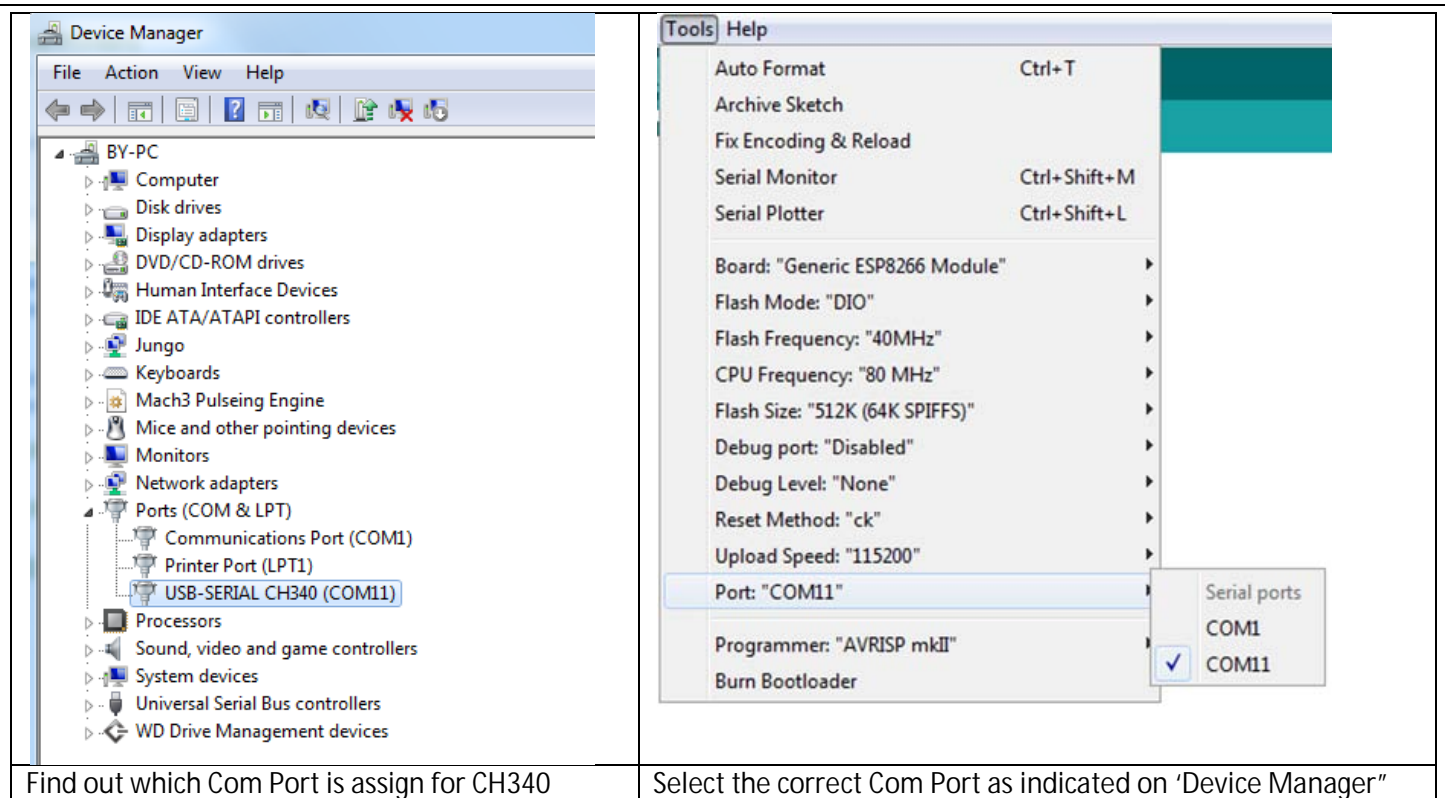 Device Manager
File Action View Help
BY-PC
Computer
Disk drives
Display adapters
DVD/CD-ROM drives
Human Interface Devices
IDE ATA/ATAPI controllers
Jungo
Keyboards
Mach3 Pulseing Engine
Mice and other pointing devices
Monitors
Network adapters
Ports (COM & LPT)
Communications Port (COM1)
Printer Port (LPT1)
USB-SERIAL CH340 (COM11)
Processors
Sound, video and game controllers
System devices
Universal Serial Bus controllers
WD Drive Management devices
Find out which Com Port is assign for CH340
Tools Help
Auto Format Ctrl+T
Archive Sketch
Fix Encoding & Reload
Serial Monitor Ctrl+Shift+M
Serial Plotter Ctrl+Shift+L
Board: "Generic ESP8266 Module"
Flash Mode: "DIO"
Flash Frequency: "40MHz"
CPU Frequency: "80 MHz"
Flash Size: "512K (64K SPIFFS)"
Debug port: "Disabled"
Debug Level: "None"
Reset Method: "ck"
Upload Speed: "115200"
Port: "COM11"
Serial ports
COM1
COM11
Programmer: "AVRISP mkII"
Burn Bootloader
Select the correct Com Port as indicated on ‘Device Manager”